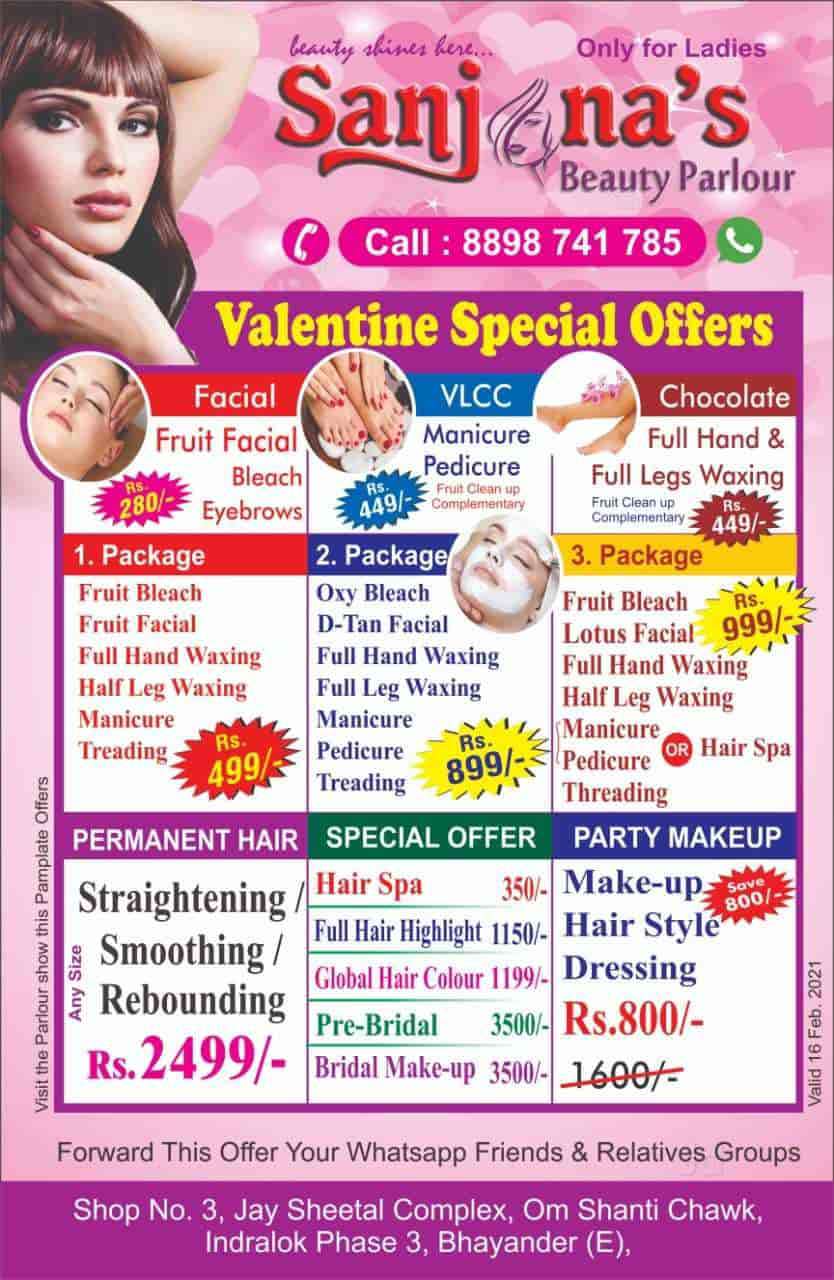 beauty shines here...
Only for Ladies
Sanjana's
Beauty Parlour
Call : 8898 741 785
Valentine Special Offers
Facial
Fruit Facial
Bleach
Eyebrows
Rs.
280/-
VLCC
Manicure
Pedicure
Fruit Clean up
Complementary
Rs.
449/-
Chocolate
Full Hand &
Full Legs Waxing
Fruit Clean up
Complementary
Rs.
449/-
1. Package
Fruit Bleach
Fruit Facial
Full Hand Waxing
Half Leg Waxing
Manicure
Treading
Rs.
499/-
2. Package
Oxy Bleach
D-Tan Facial
Full Hand Waxing
Full Leg Waxing
Manicure
Pedicure
Treading
Rs.
899/-
3. Package
Fruit Bleach
Lotus Facial
Full Hand Waxing
Half Leg Waxing
Manicure
Pedicure OR Hair Spa
Threading
Rs.
999/-
PERMANENT HAIR
Straightening /
Smoothing /
Rebounding
Any Size
Rs.2499/-
SPECIAL OFFER
Hair Spa 350/-
Full Hair Highlight 1150/-
Global Hair Colour 1199/-
Pre-Bridal 3500/-
Bridal Make-up 3500/-
PARTY MAKEUP
Make-up
Hair Style
Dressing
Save
800/-
Rs.800/-
1600/-
Visit the Parlour show this Pamplate Offers
Valid 16 Feb. 2021
Forward This Offer Your Whatsapp Friends & Relatives Groups
Shop No. 3, Jay Sheetal Complex, Om Shanti Chawk,
Indralok Phase 3, Bhayander (E),